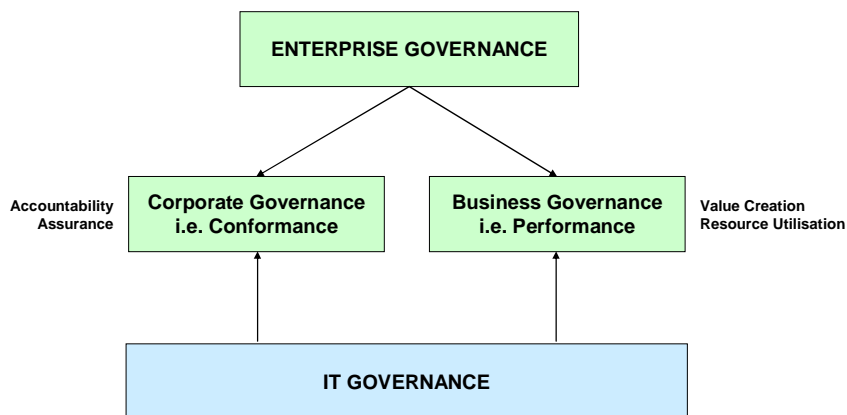 ENTERPRISE GOVERNANCE
Accountability
Assurance
Corporate Governance
i.e. Conformance
Business Governance
i.e. Performance
Value Creation
Resource Utilisation
IT GOVERNANCE